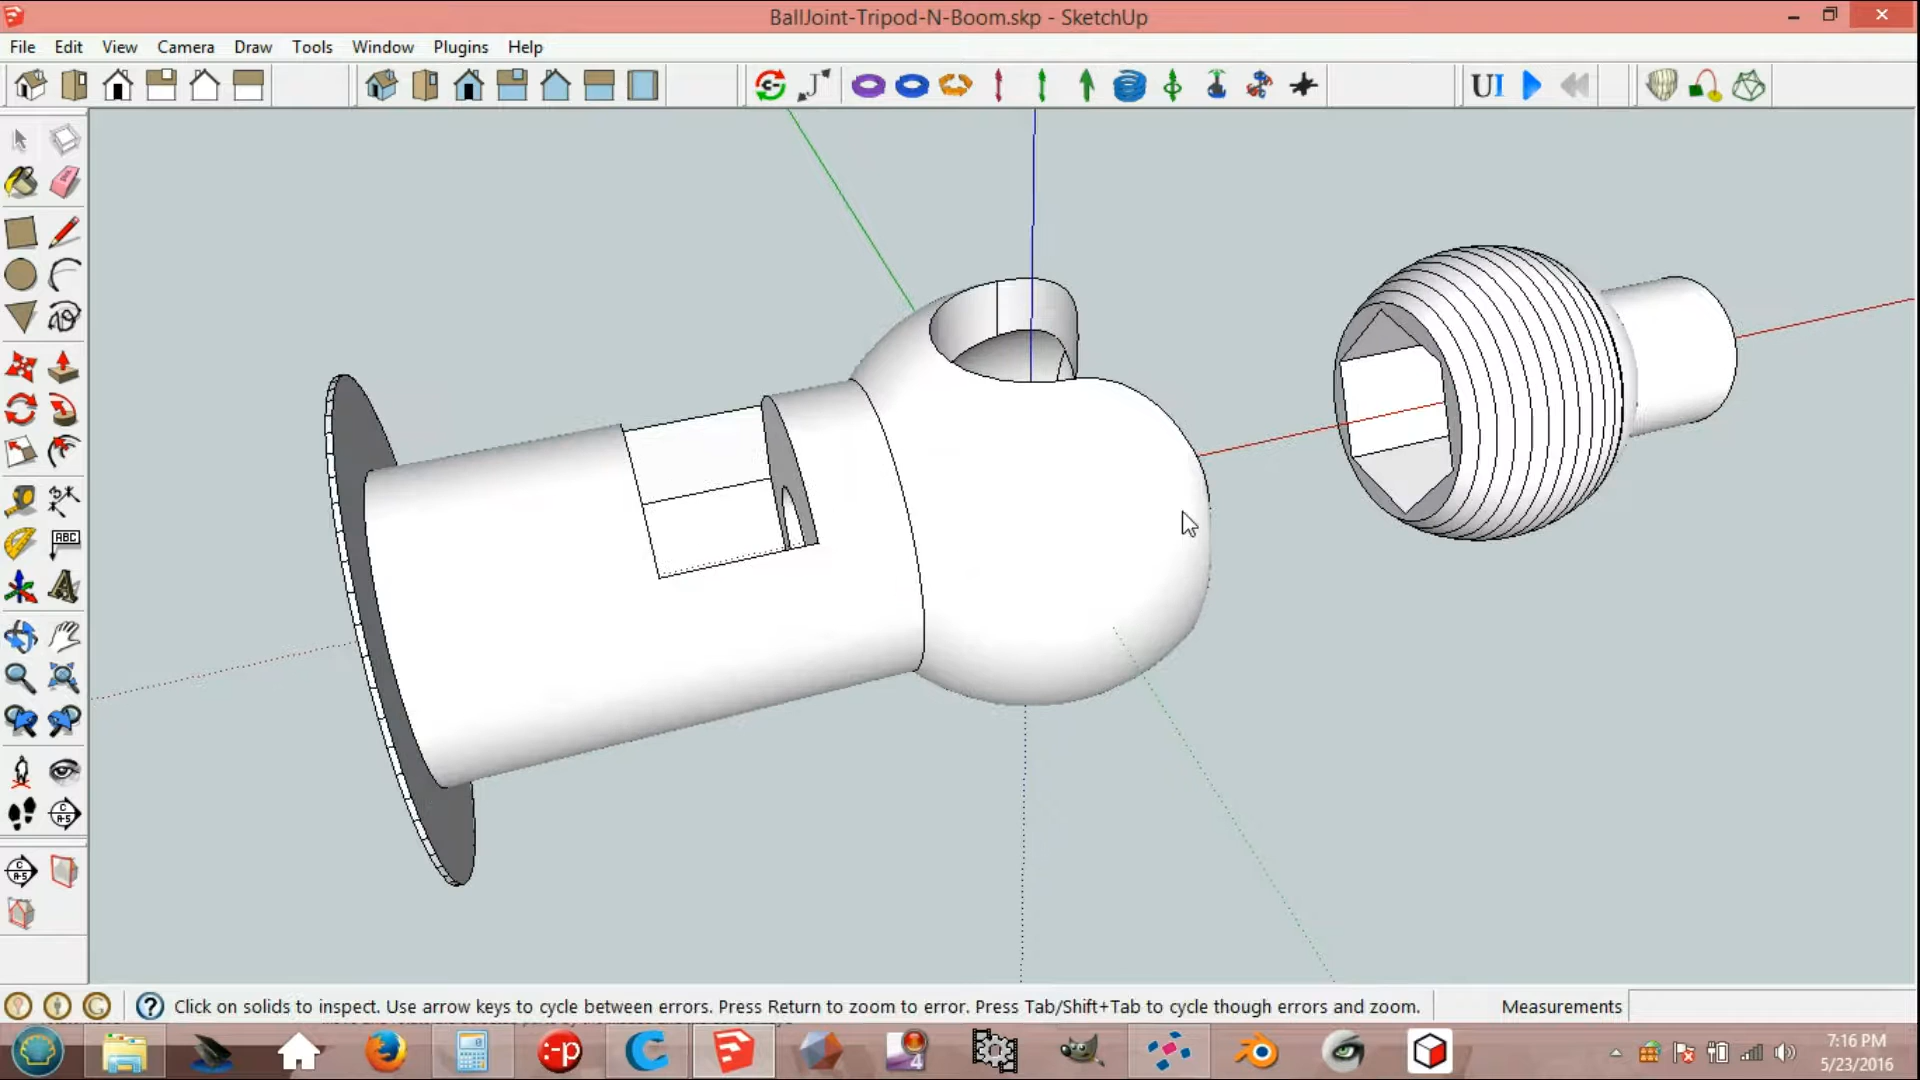 BallJoint-Tripod-N-Boom.skp - SketchUp
File Edit View Camera Draw Tools Window Plugins Help
UI
ABC
Click on solids to inspect. Use arrow keys to cycle between errors. Press Return to zoom to error. Press Tab/Shift+Tab to cycle though errors and zoom.
Measurements
:-p
4
7:16 PM
5/23/2016